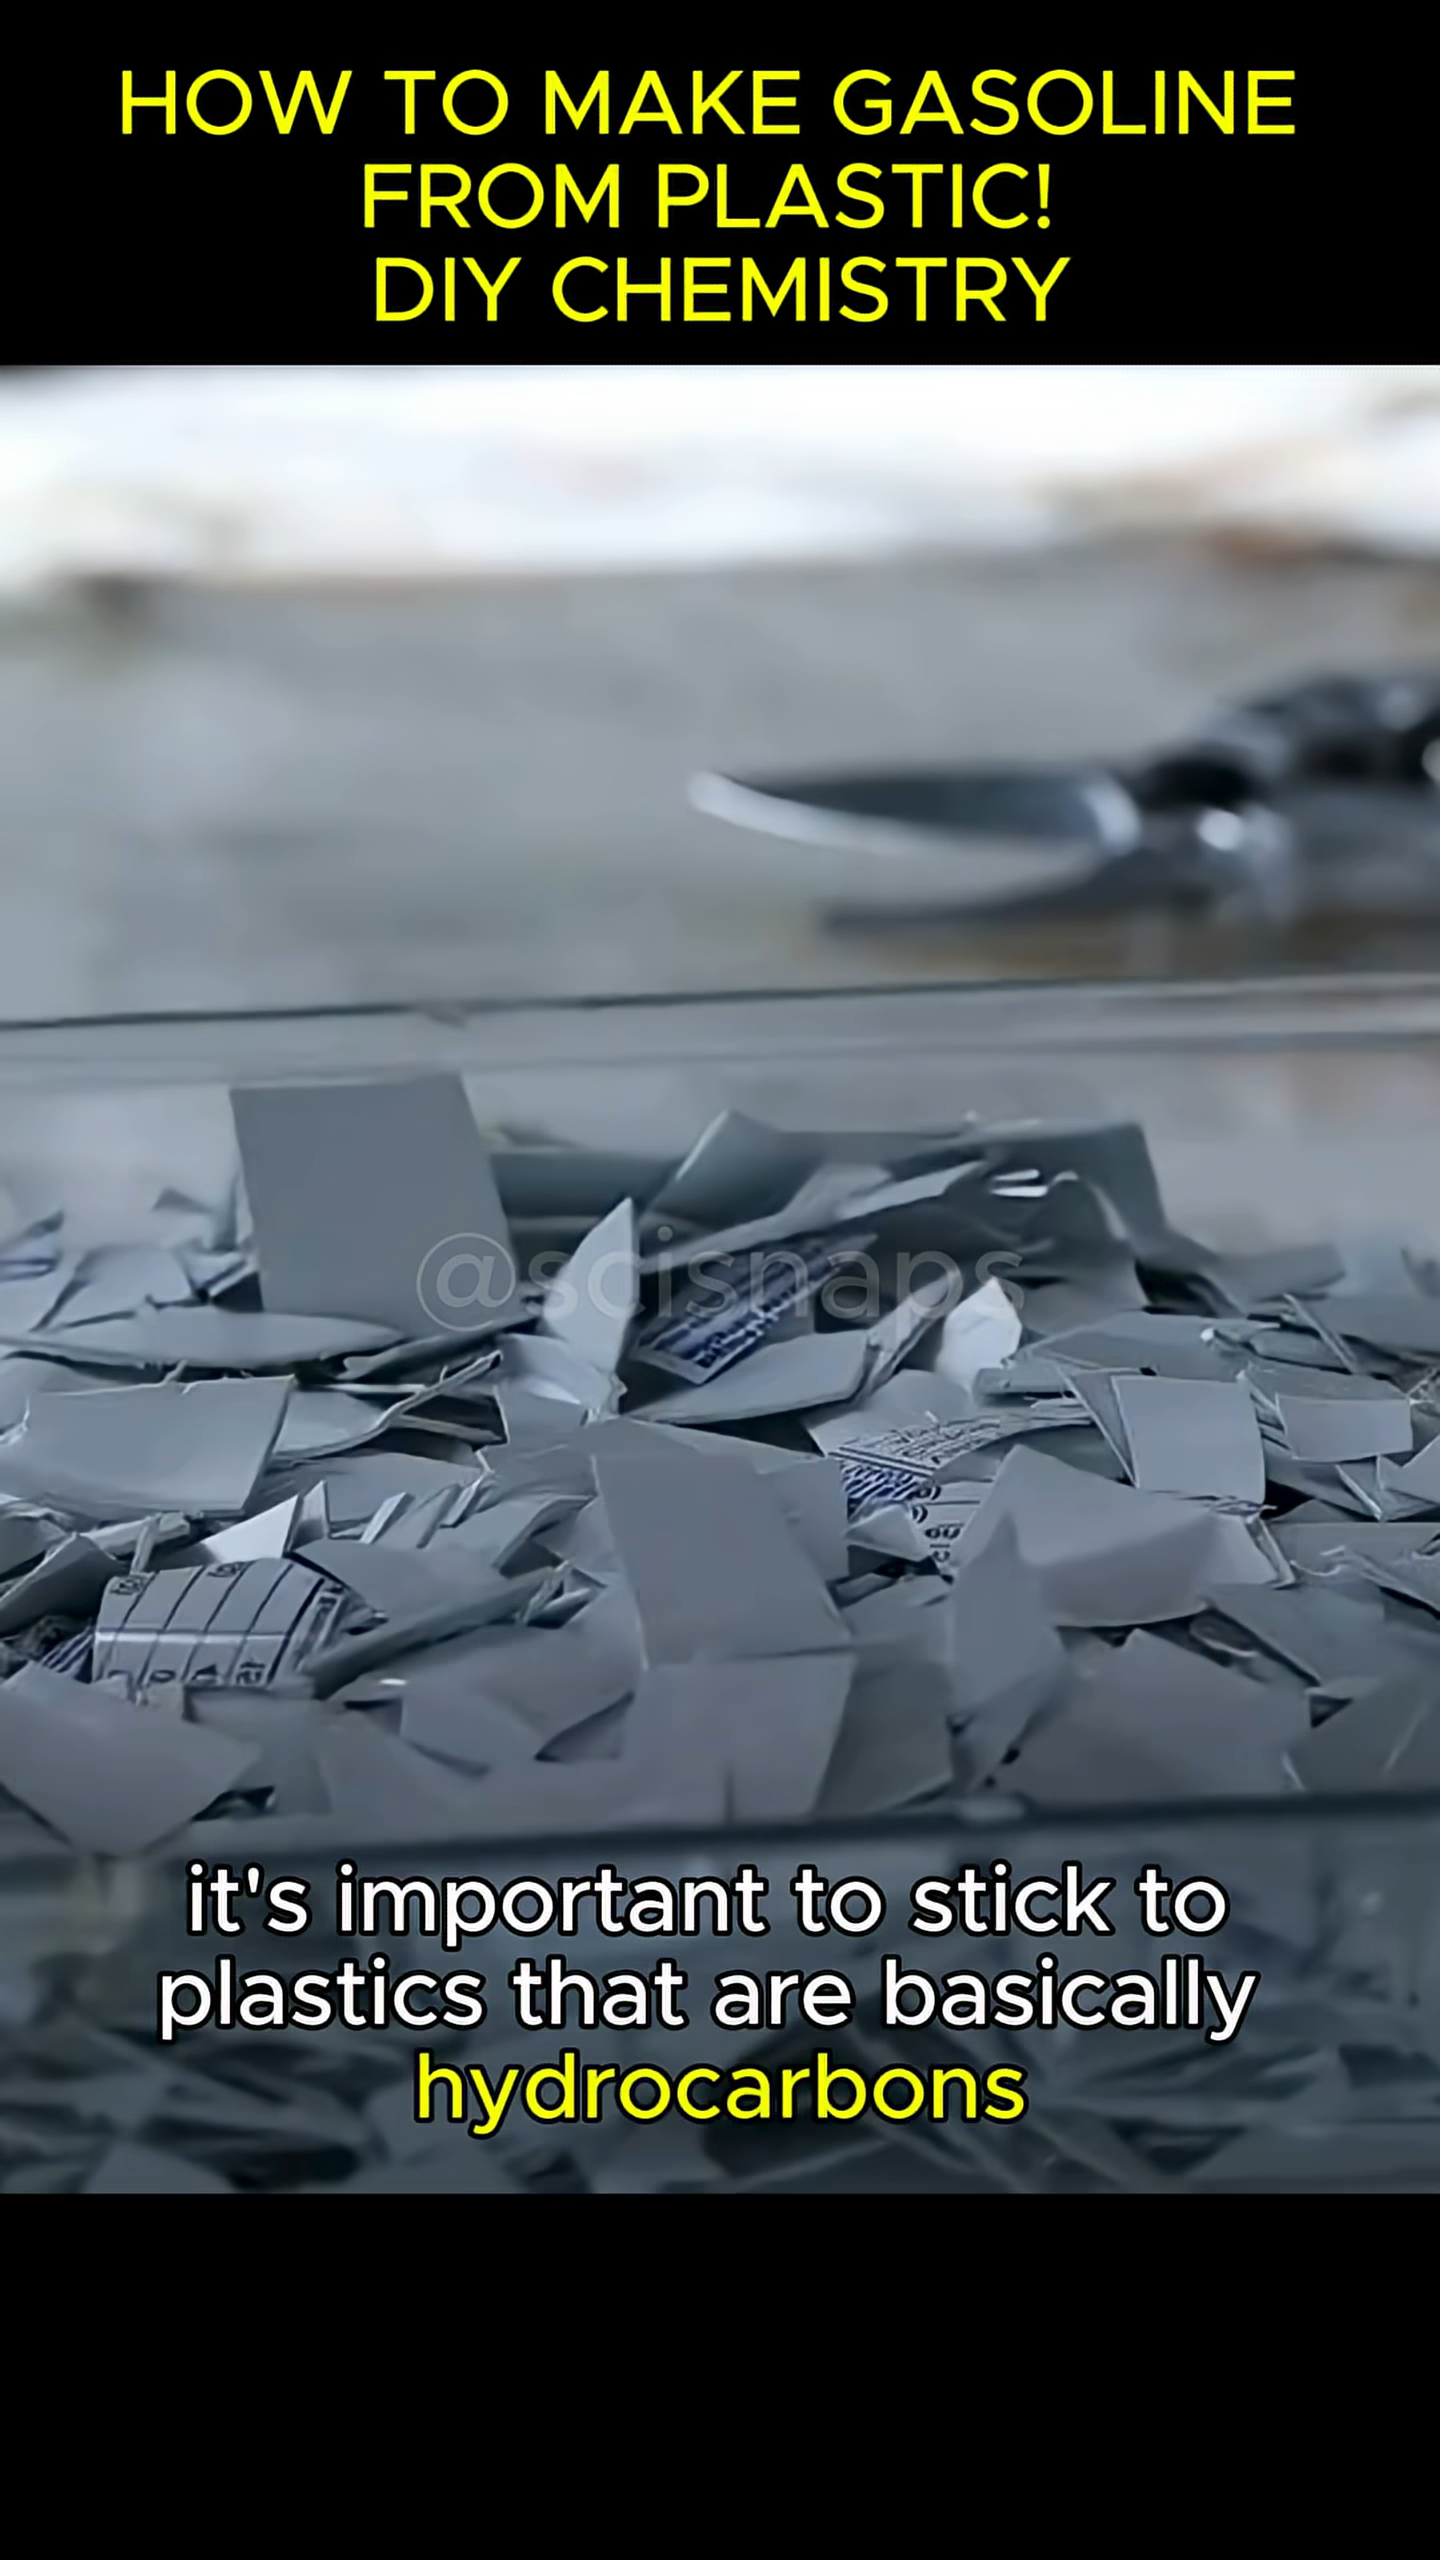 HOW TO MAKE GASOLINE
FROM PLASTIC!
DIY CHEMISTRY
@scisnaps
it's important to stick to
plastics that are basically
hydrocarbons